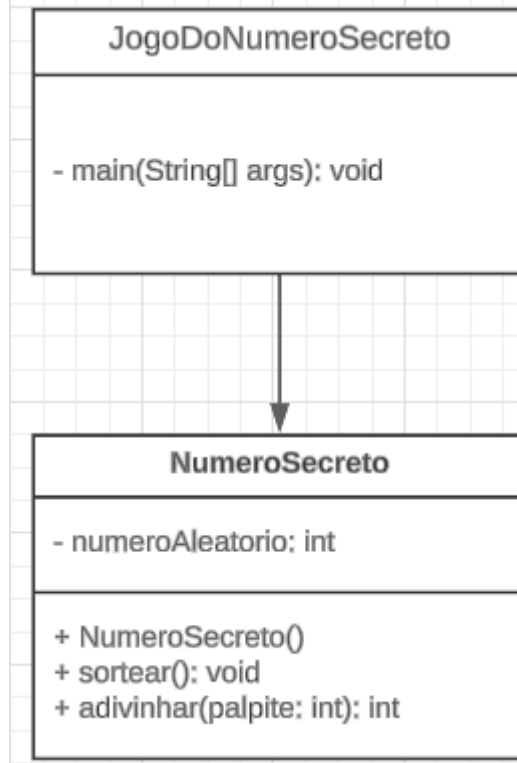 JogoDoNumeroSecreto
- main(String[] args): void
NumeroSecreto
- numeroAleatorio: int
+ NumeroSecreto()
+ sortear(): void
+ adivinhar(palpite: int): int